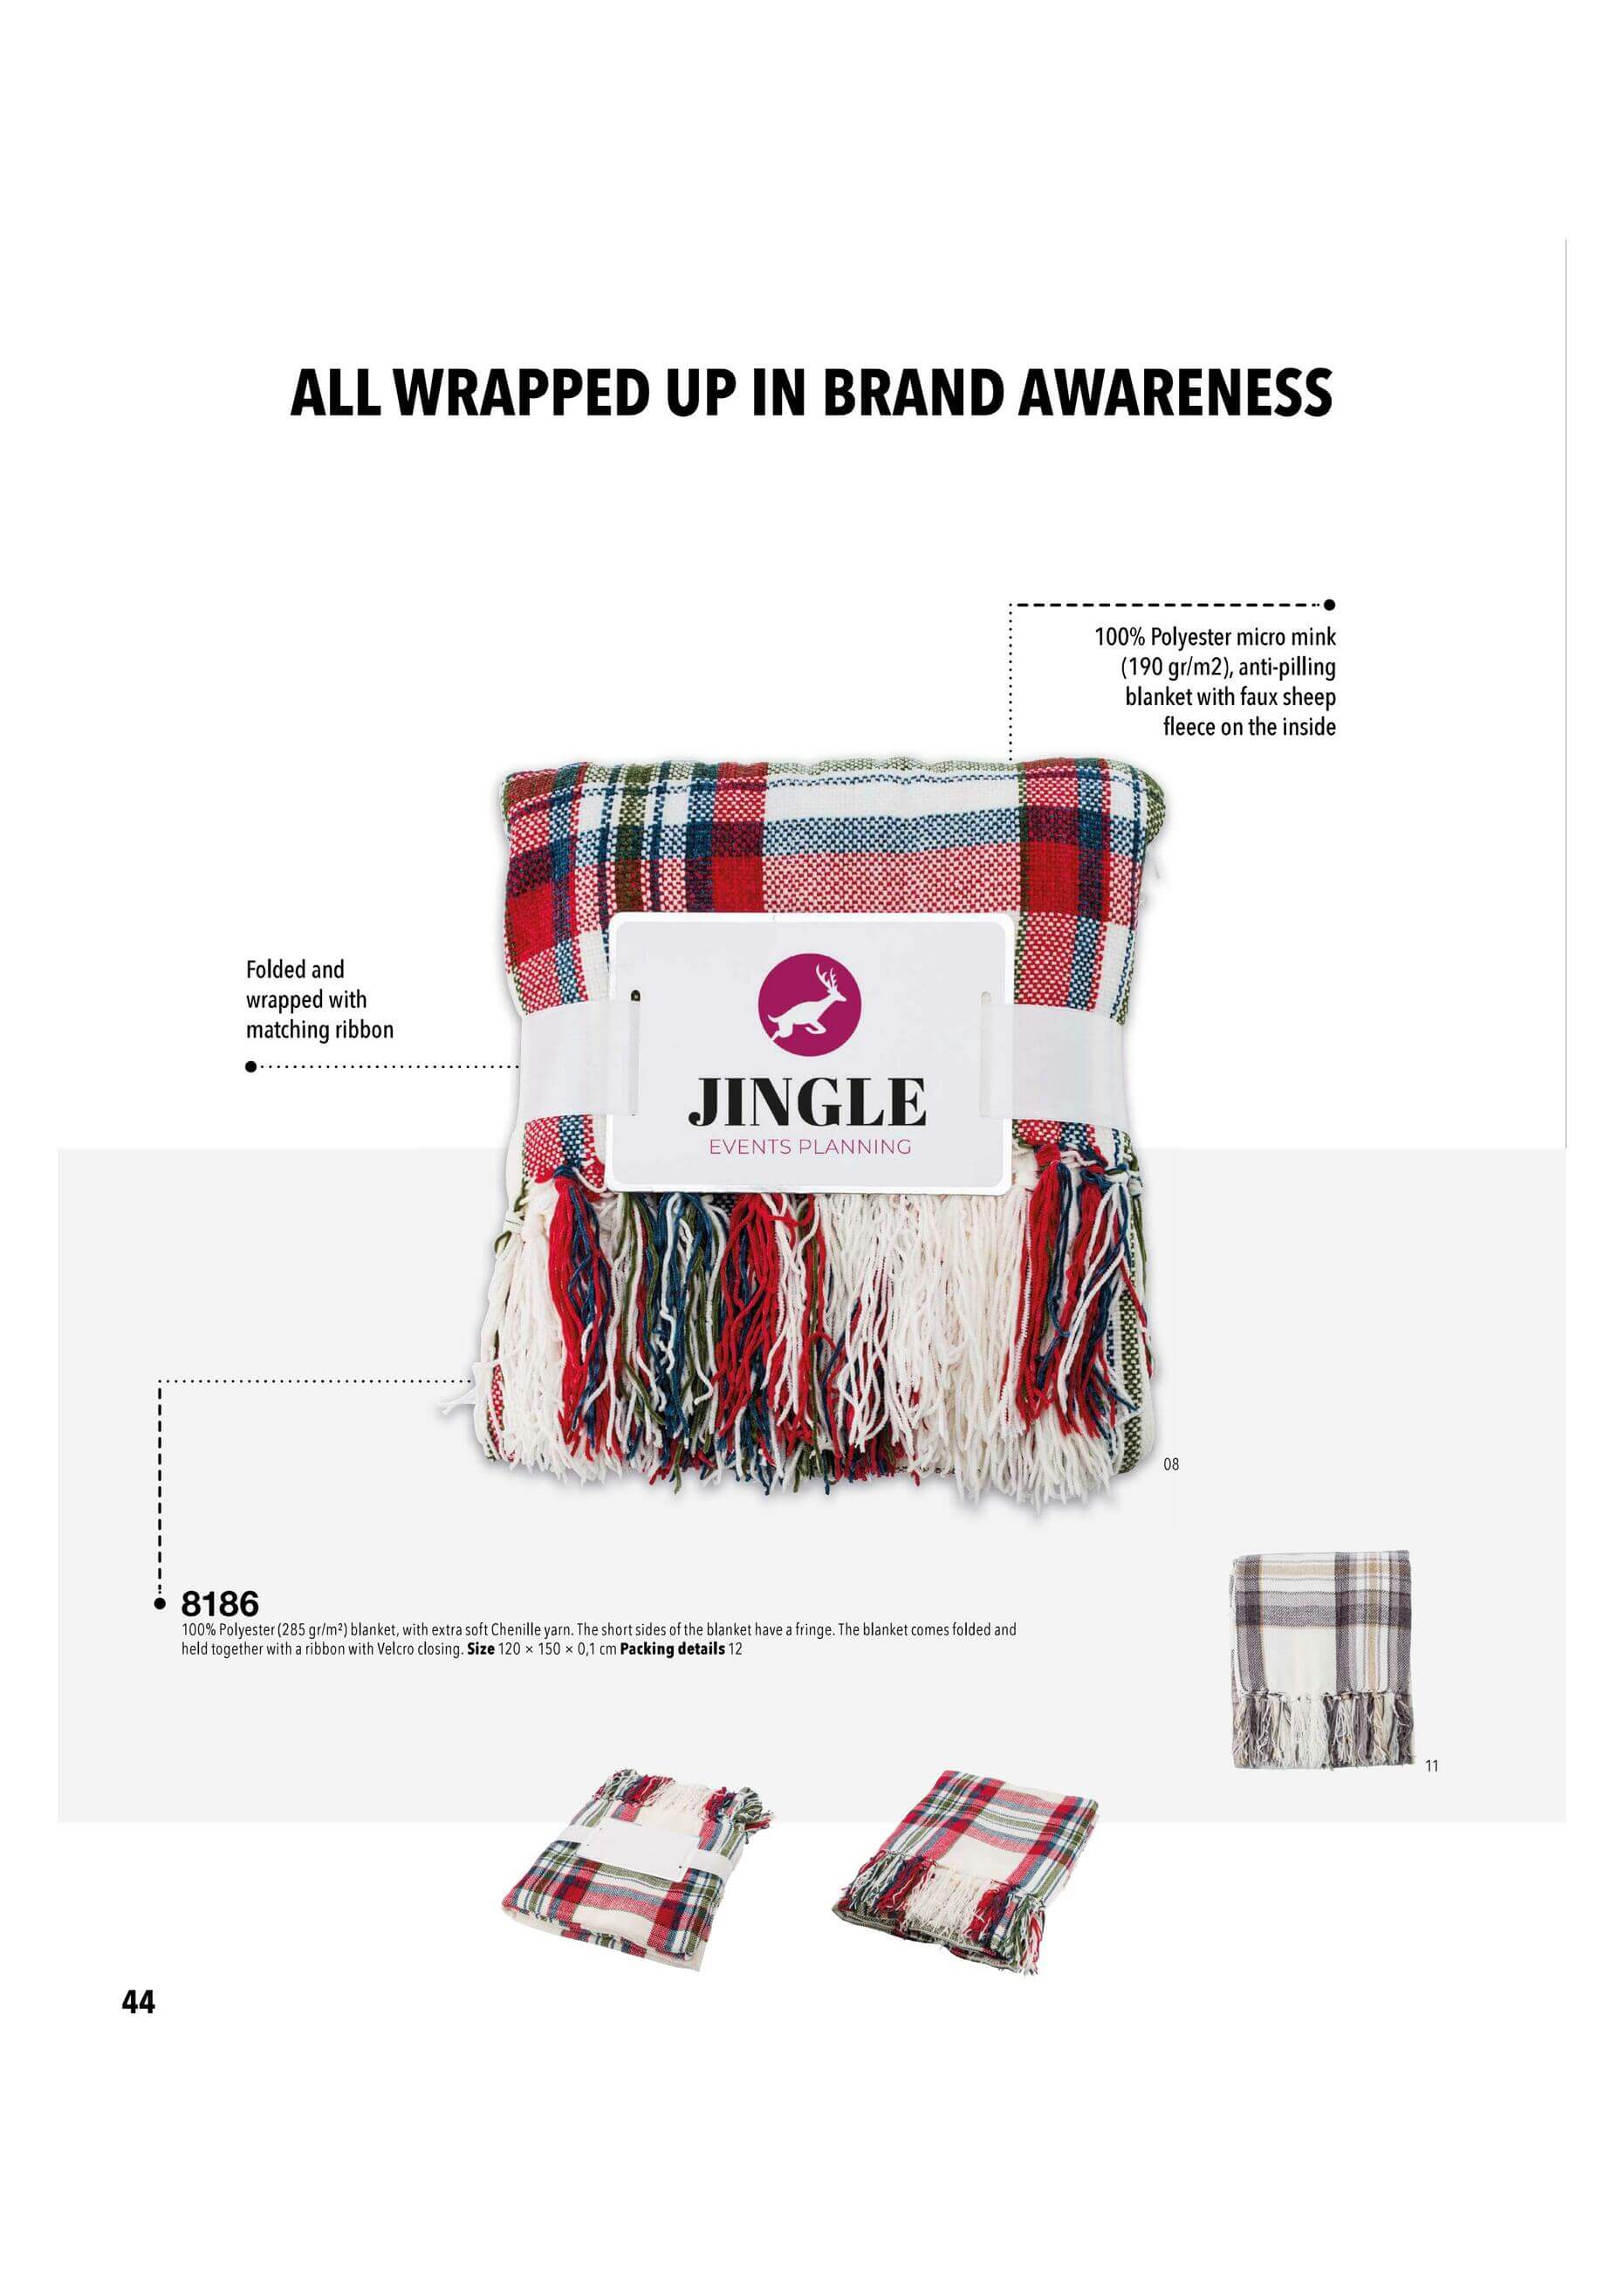 ALL WRAPPED UP IN BRAND AWARENESS
100% Polyester micro mink
(190 gr/m2), anti-pilling
blanket with faux sheep
fleece on the inside
Folded and
wrapped with
matching ribbon
JINGLE
EVENTS PLANNING
08
8186
100% Polyester (285 gr/m²) blanket, with extra soft Chenille yarn. The short sides of the blanket have a fringe. The blanket comes folded and
held together with a ribbon with Velcro closing. Size 120 × 150 × 0,1 cm Packing details 12
11
44